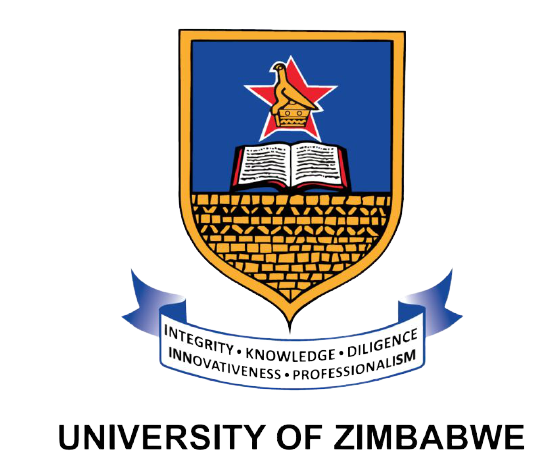 INTEGRITY • KNOWLEDGE • DILIGENCE
INNOVATIVENESS • PROFESSIONALISM
UNIVERSITY OF ZIMBABWE